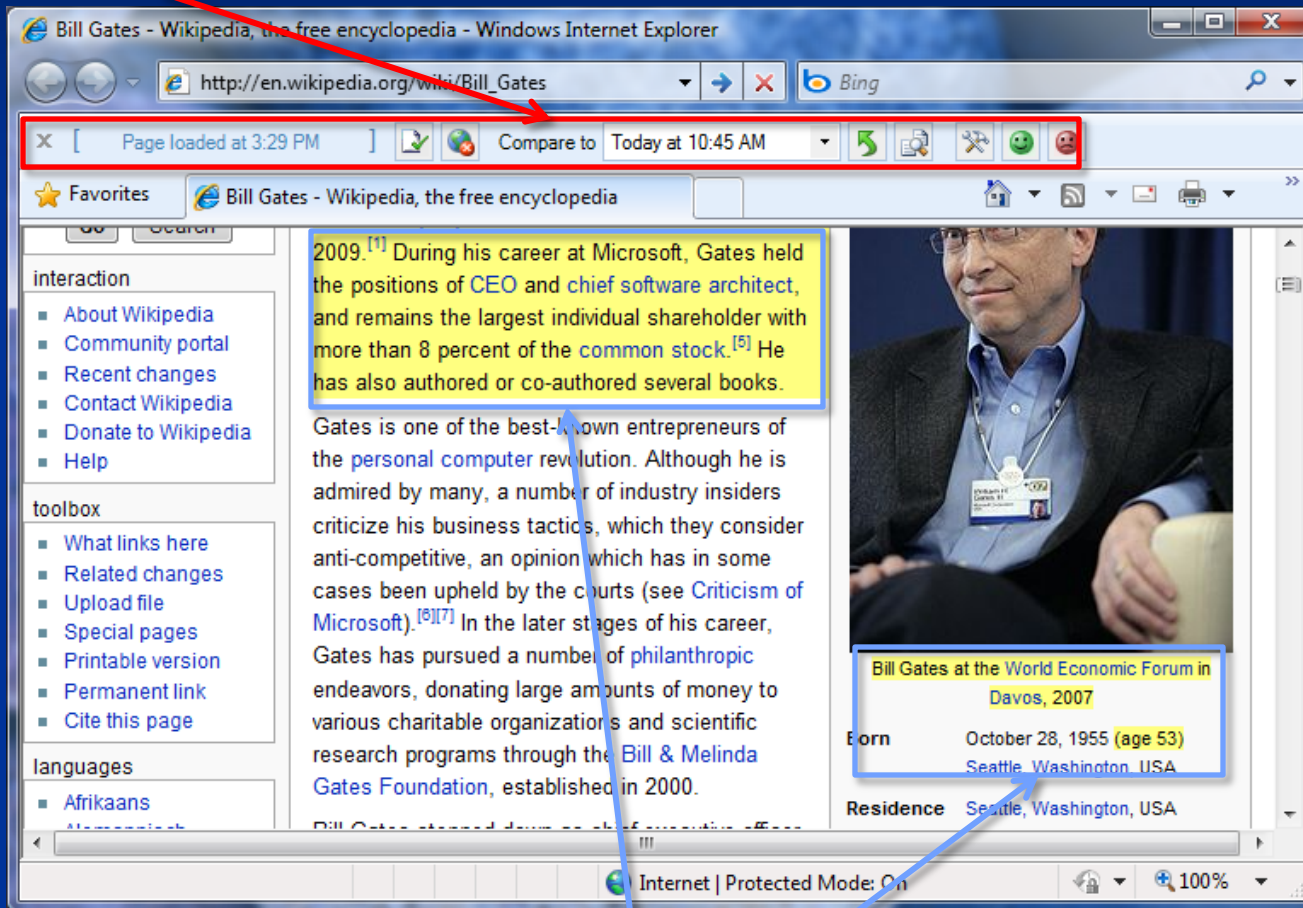 Bill Gates - Wikipedia, the free encyclopedia - Windows Internet Explorer
http://en.wikipedia.org/wiki/Bill_Gates
Bing
X [ Page loaded at 3:29 PM ] Compare to Today at 10:45 AM
Favorites
Bill Gates - Wikipedia, the free encyclopedia
Go Search
interaction
About Wikipedia
Community portal
Recent changes
Contact Wikipedia
Donate to Wikipedia
Help
toolbox
What links here
Related changes
Upload file
Special pages
Printable version
Permanent link
Cite this page
languages
Afrikaans
2009.[1] During his career at Microsoft, Gates held
the positions of CEO and chief software architect,
and remains the largest individual shareholder with
more than 8 percent of the common stock.[5] He
has also authored or co-authored several books.
Gates is one of the best-known entrepreneurs of
the personal computer revolution. Although he is
admired by many, a number of industry insiders
criticize his business tactics, which they consider
anti-competitive, an opinion which has in some
cases been upheld by the courts (see Criticism of
Microsoft).[6][7] In the later stages of his career,
Gates has pursued a number of philanthropic
endeavors, donating large amounts of money to
various charitable organizations and scientific
research programs through the Bill & Melinda
Gates Foundation, established in 2000.
Bill Gates stepped down as chief executive officer
Bill Gates at the World Economic Forum in
Davos, 2007
Born October 28, 1955 (age 53)
Seattle, Washington, USA
Residence Seattle, Washington, USA
Internet | Protected Mode: On
100%